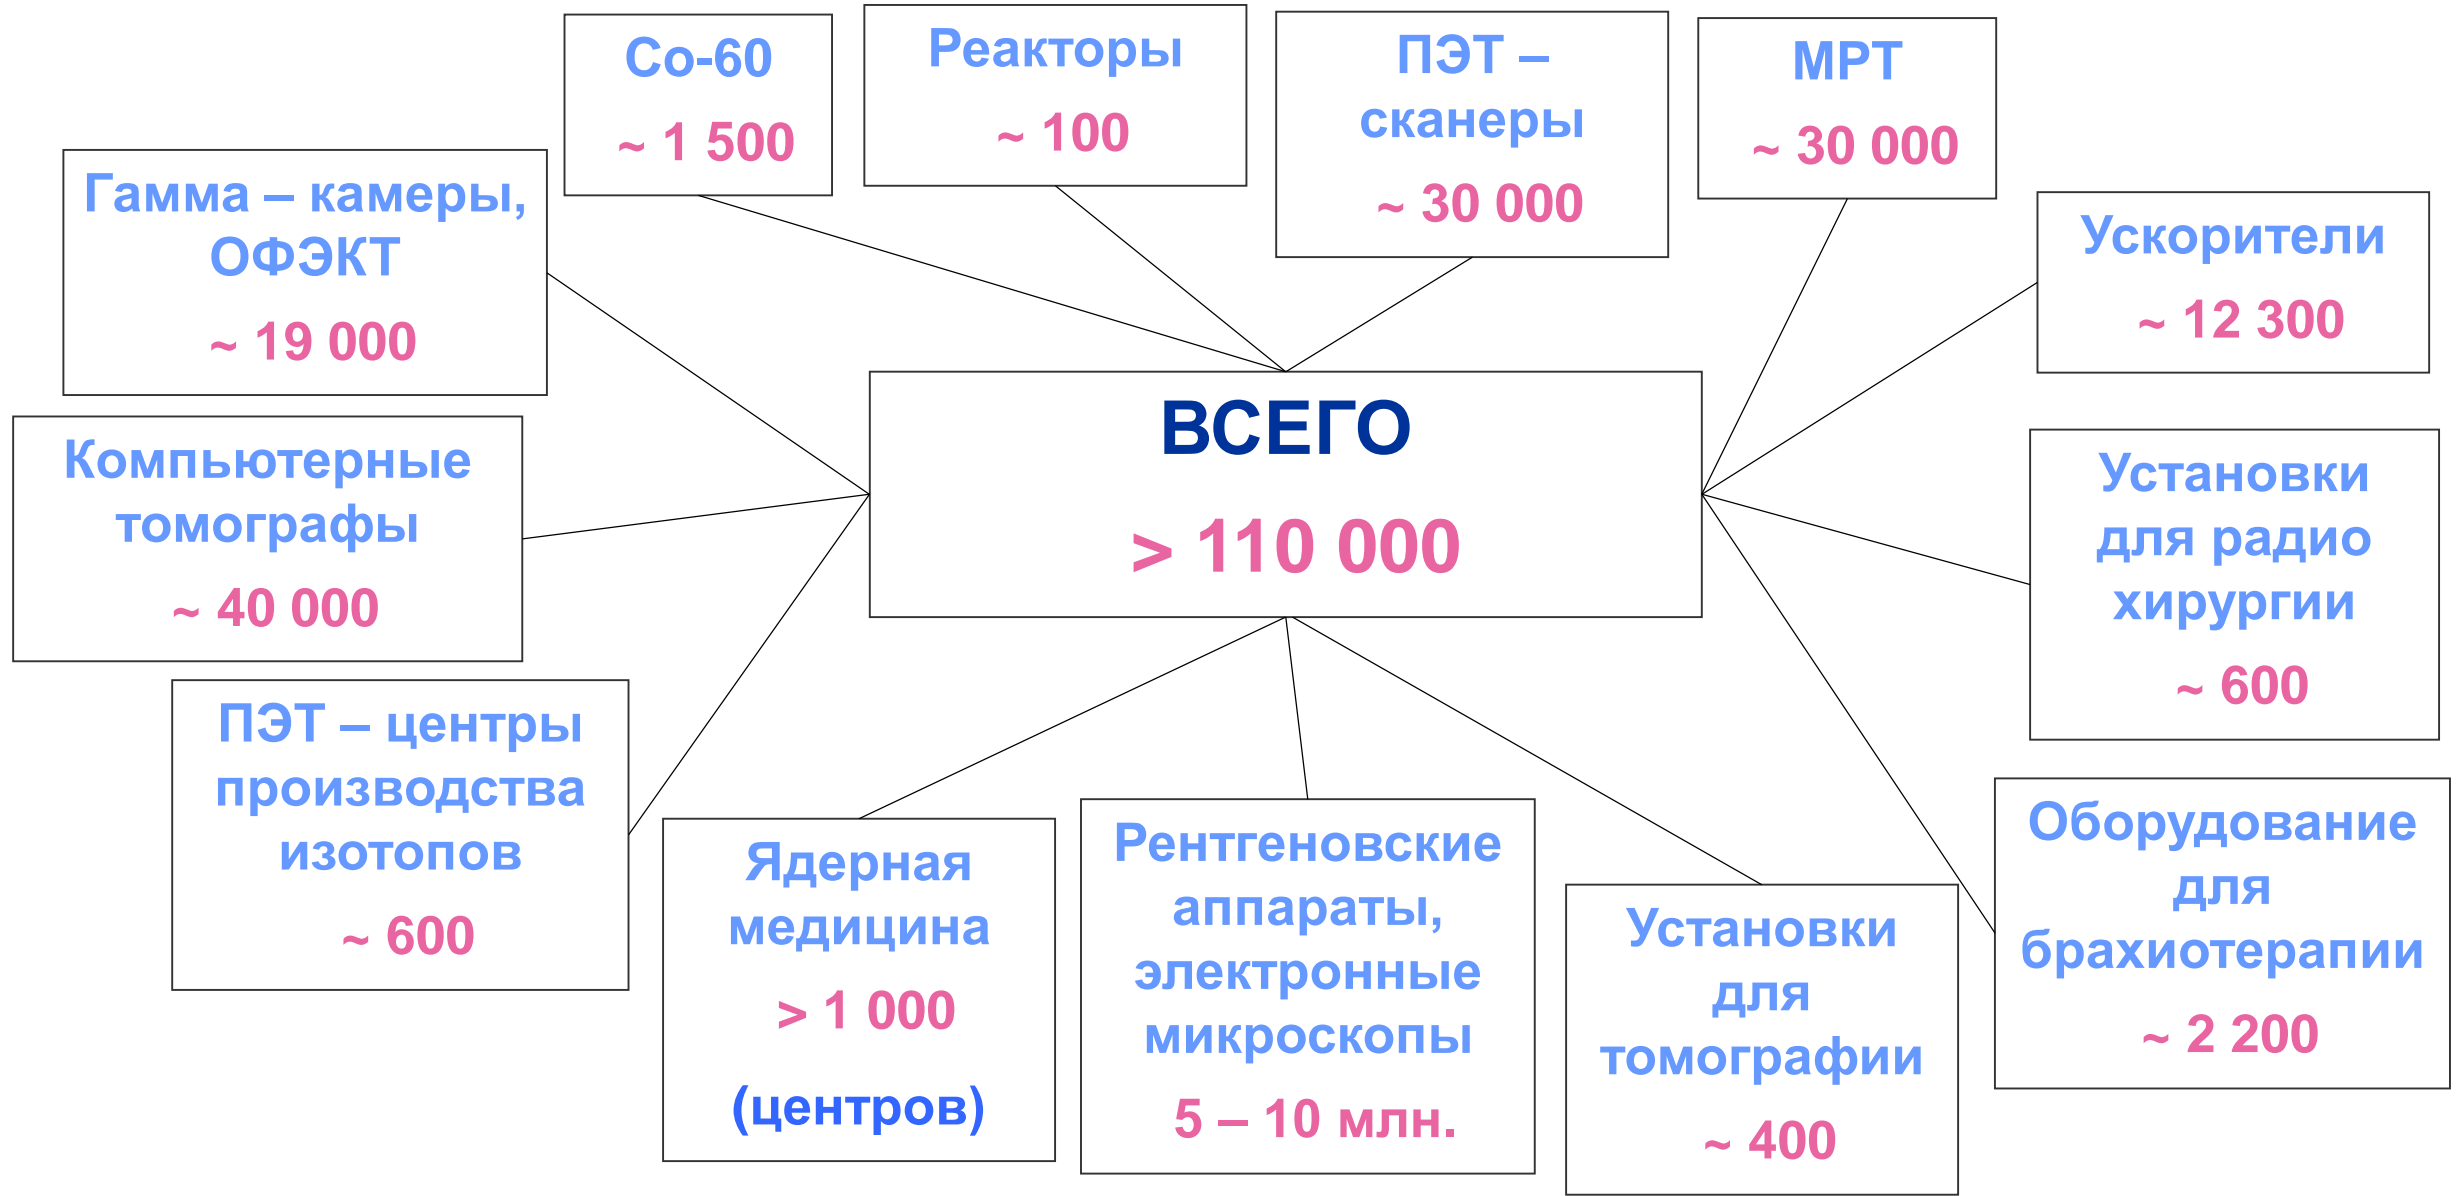 Со-60
~ 1 500
Реакторы
~ 100
ПЭТ –
сканеры
~ 30 000
МРТ
~ 30 000
Гамма – камеры,
ОФЭКТ
~ 19 000
Ускорители
~ 12 300
ВСЕГО
> 110 000
Компьютерные
томографы
~ 40 000
Установки
для радио
хирургии
~ 600
ПЭТ – центры
производства
изотопов
~ 600
Ядерная
медицина
> 1 000
(центров)
Рентгеновские
аппараты,
электронные
микроскопы
5 – 10 млн.
Установки
для
томографии
~ 400
Оборудование
для
брахиотерапии
~ 2 200